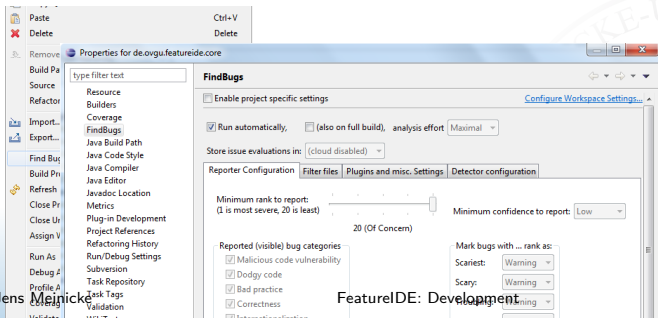 Paste Ctrl+V
Delete Delete
Remove
Build Pa
Source
Refactor
Import...
Export...
Find Bug
Build Pr
Refresh
Close Pr
Close Ur
Assign
Run As
Debug A
Profile A
Coverag
Validate
Properties for de.ovgu.featureide.core
type filter text
Resource
Builders
Coverage
FindBugs
Java Build Path
Java Code Style
Java Compiler
Java Editor
Javadoc Location
Metrics
Plug-in Development
Project References
Refactoring History
Run/Debug Settings
Subversion
Task Repository
Task Tags
Validation
WikiText
FindBugs
Enable project specific settings Configure Workspace Settings...
Run automatically, (also on full build), analysis effort Maximal
Store issue evaluations in: (cloud disabled)
Reporter Configuration Filter files Plugins and misc. Settings Detector configuration
Minimum rank to report:
(1 is most severe, 20 is least)
20 (Of Concern)
Minimum confidence to report: Low
Reported (visible) bug categories
Malicious code vulnerability
Dodgy code
Bad practice
Correctness
Internationalization
Mark bugs with ... rank as:
Scariest: Warning
Scary: Warning
Troubling: Warning
Jens Meinicke FeatureIDE: Development